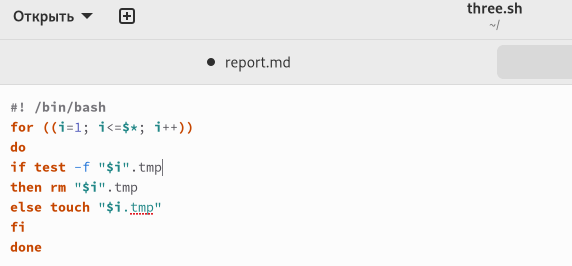 Открыть
three.sh
~/
report.md
#! /bin/bash
for ((i=1; i<=$*; i++))
do
if test -f "$i".tmp
then rm "$i".tmp
else touch "$i.tmp"
fi
done